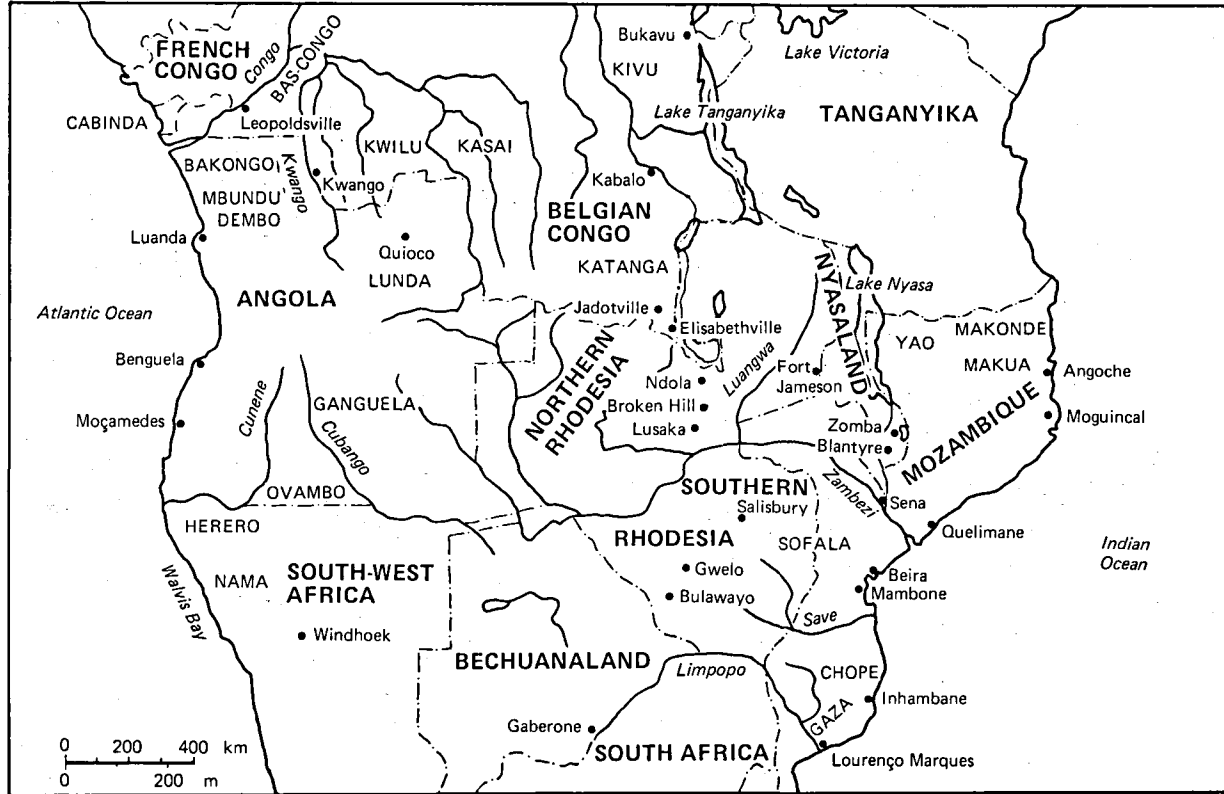 FRENCH
CONGO
Congo
BAS-CONGO
CABINDA
Leopoldsville
BAKONGO
Kwango
KWILU
KASAI
Kwango
MBUNDU
DEMBO
Luanda
Quioco
LUNDA
ANGOLA
Atlantic Ocean
Benguela
Moçamedes
Cunene
GANGUELA
Cubango
OVAMBO
HERERO
NAMA
Walvis Bay
SOUTH-WEST
AFRICA
Windhoek
Bukavu
KIVU
Lake Victoria
Lake Tanganyika
TANGANYIKA
Kabalo
BELGIAN
CONGO
KATANGA
Jadotville
Elisabethville
NORTHERN
RHODESIA
Ndola
Broken Hill
Lusaka
Luangwa
Fort
Jameson
NYASALAND
Lake Nyasa
YAO
MAKONDE
MAKUA
Angoche
Moguincal
Zomba
Blantyre
MOZAMBIQUE
Zambezi
Sena
Quelimane
SOUTHERN
RHODESIA
Salisbury
SOFALA
Gwelo
Bulawayo
Beira
Mambone
Save
Indian
Ocean
BECHUANALAND
Limpopo
CHOPE
GAZA
Inhambane
Gaberone
SOUTH AFRICA
Lourenço Marques
0 200 400 km
0 200 m